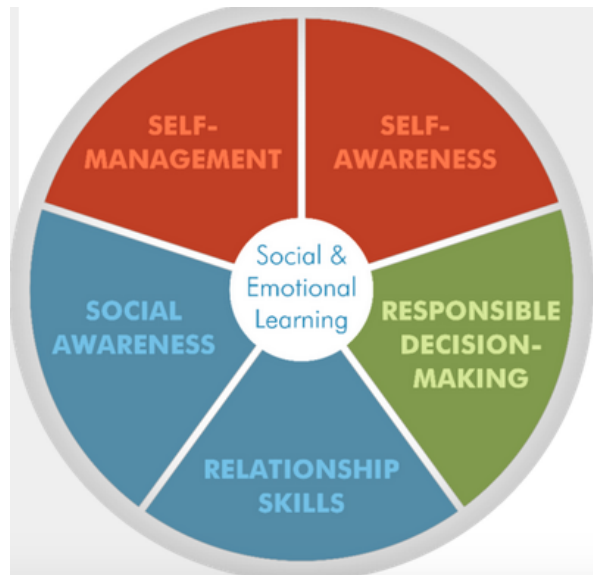 SELF-
MANAGEMENT
SELF-
AWARENESS
Social &
Emotional
Learning
SOCIAL
AWARENESS
RESPONSIBLE
DECISION-
MAKING
RELATIONSHIP
SKILLS